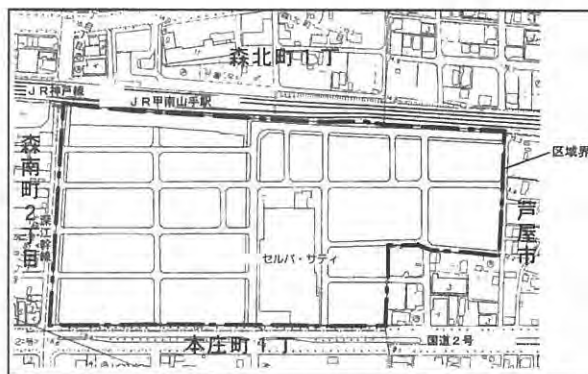 森北町1丁
JR神戸線
JR甲南山手駅
区域界
森南町2丁目
深江幹線
芦屋市
セルバ・サティ
本庄町1丁
国道2号